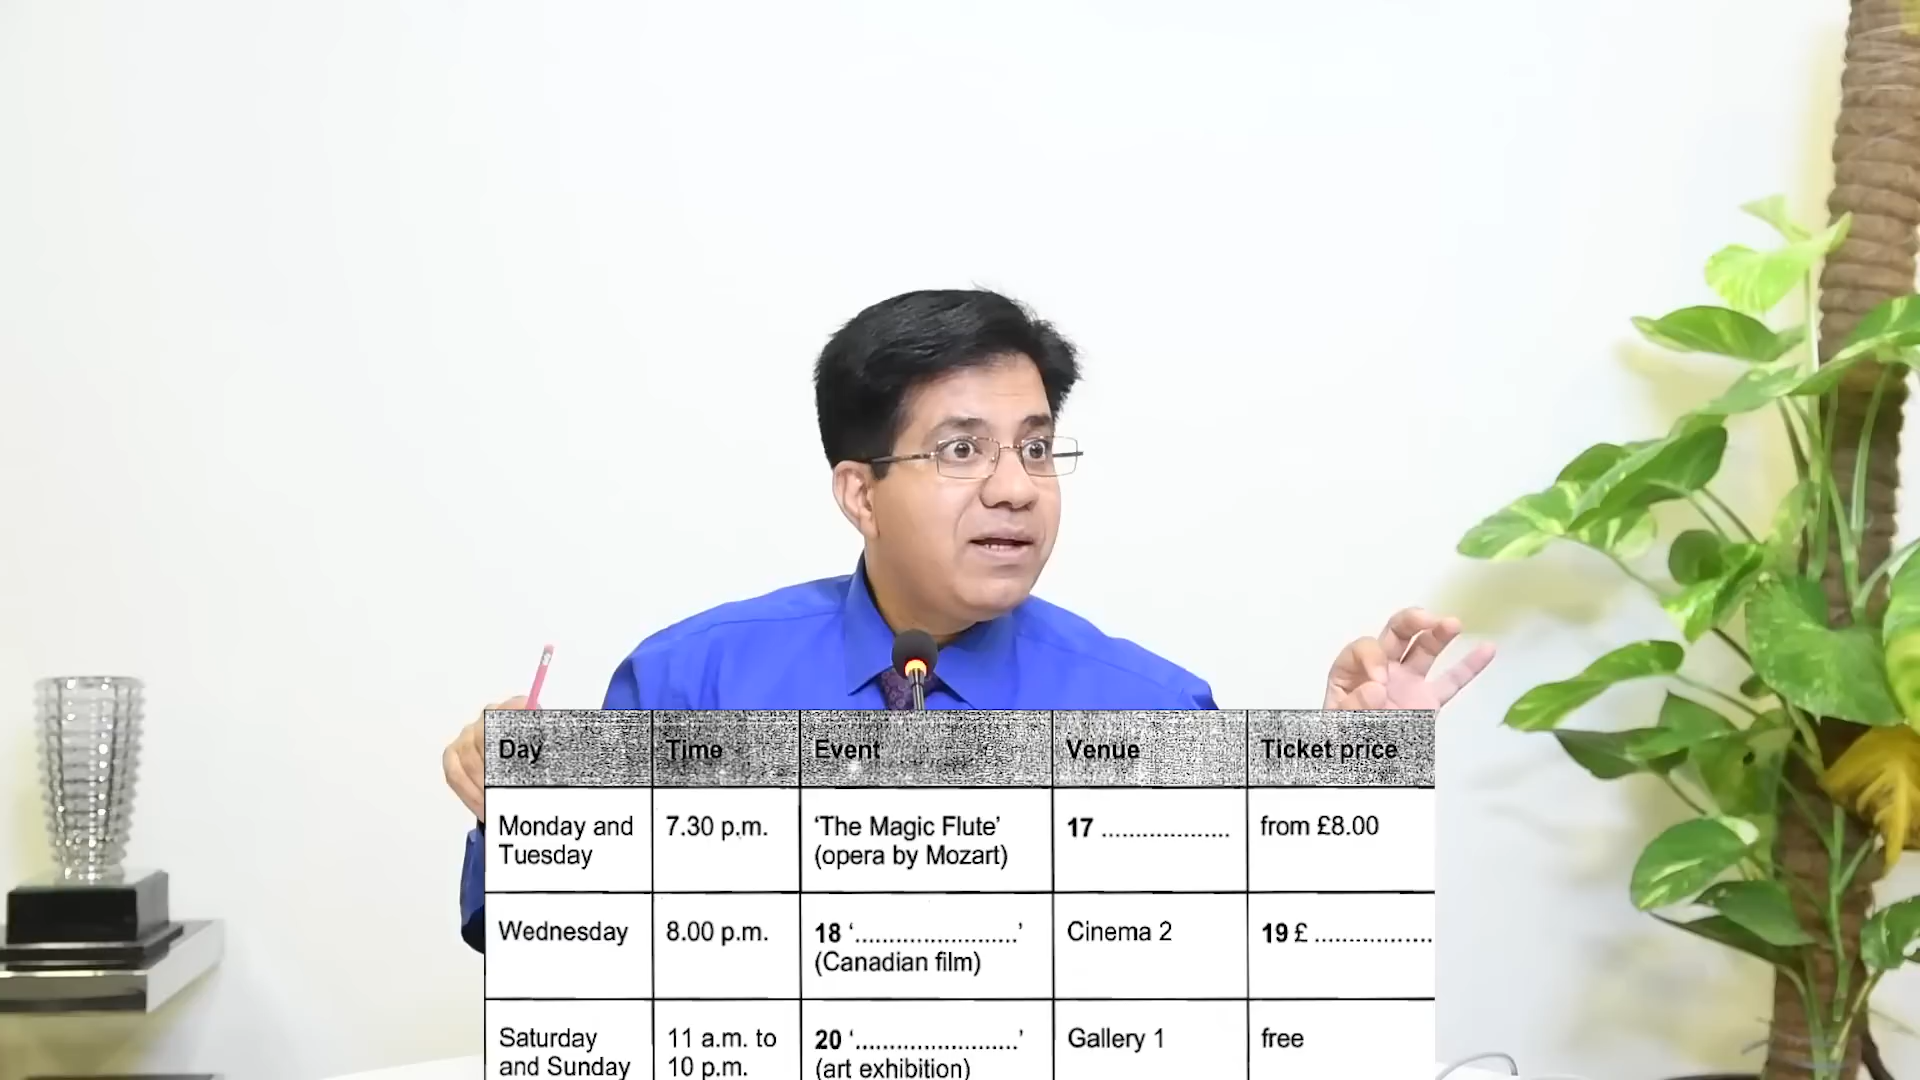 Day Time Event Venue Ticket price
Monday and Tuesday 7.30 p.m. ‘The Magic Flute’ (opera by Mozart) 17 .................... from £8.00
Wednesday 8.00 p.m. 18 ‘........................’ (Canadian film) Cinema 2 19 £ .................
Saturday and Sunday 11 a.m. to 10 p.m. 20 ‘........................’ (art exhibition) Gallery 1 free